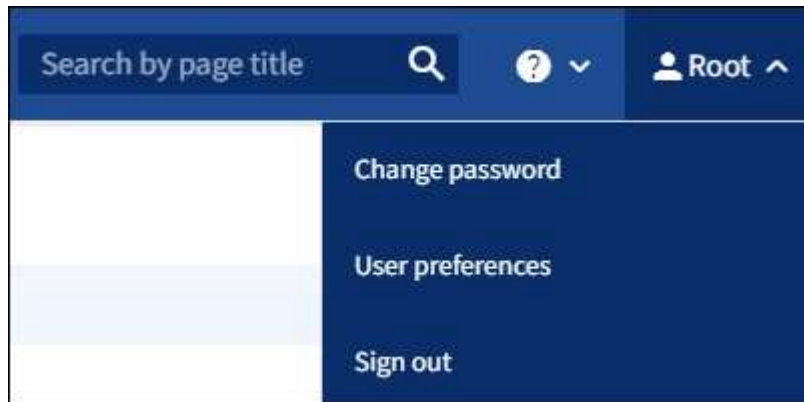 Search by page title
Root
Change password
User preferences
Sign out